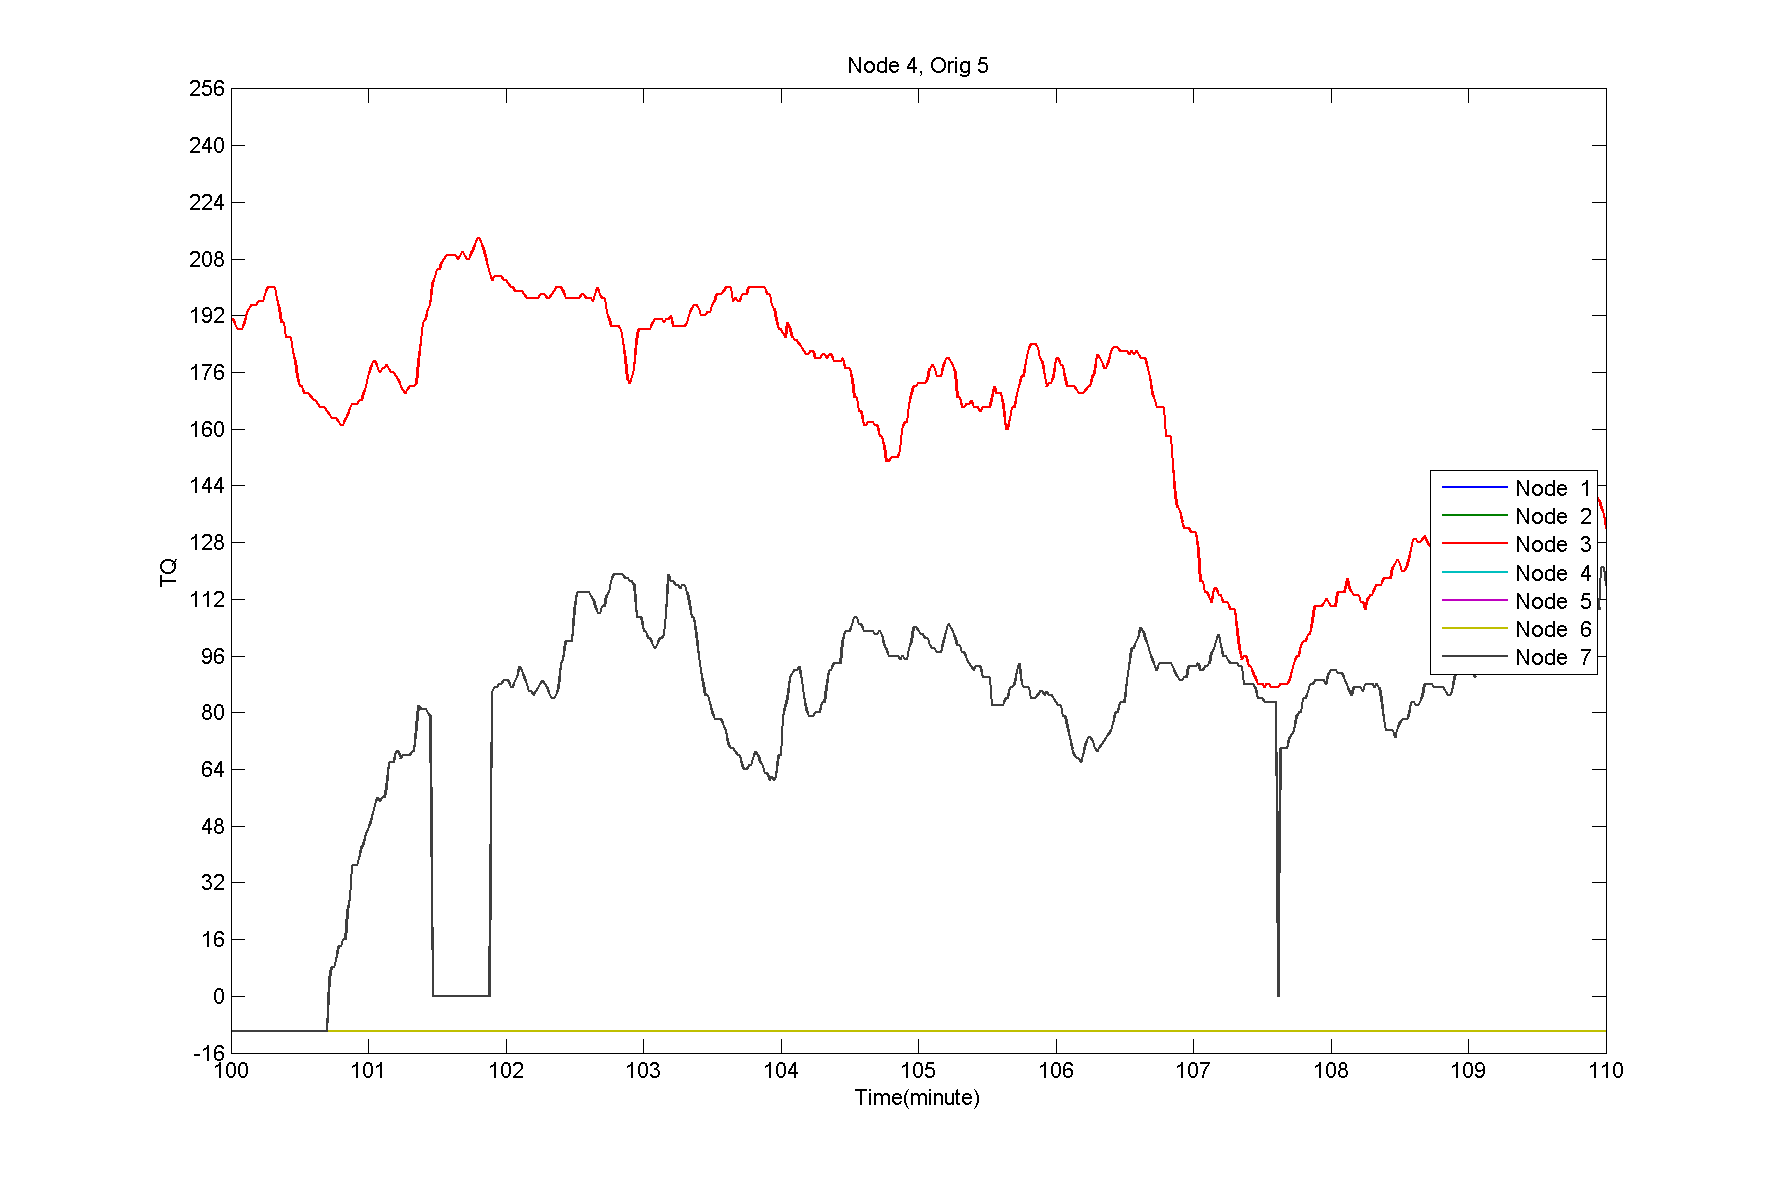 Node 4, Orig 5
256
240
224
208
192
176
160
144
128
112
96
80
64
48
32
16
0
-16
TQ
Node 1
Node 2
Node 3
Node 4
Node 5
Node 6
Node 7
100 101 102 103 104 105 106 107 108 109 110
Time(minute)